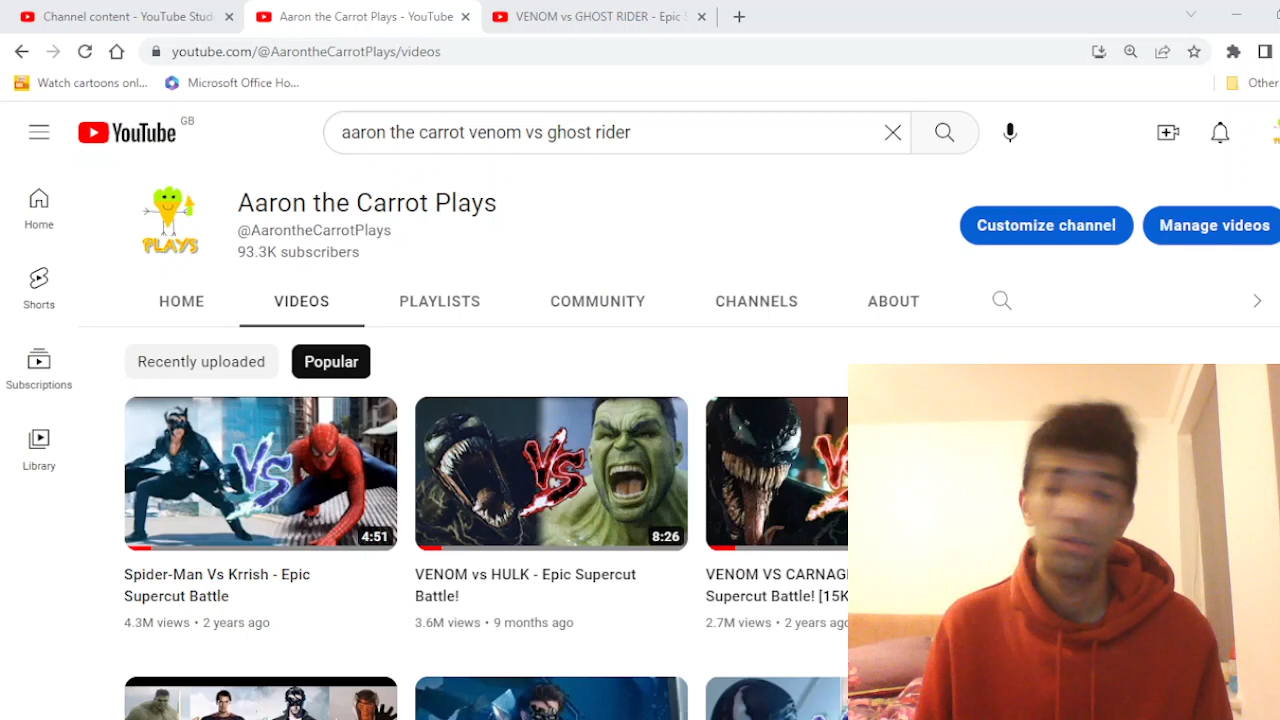 Channel content - YouTube Stud
Aaron the Carrot Plays - YouTube
VENOM vs GHOST RIDER - Epic S
youtube.com/@AarontheCarrotPlays/videos
Watch cartoons onl...
Microsoft Office Ho...
Other
YouTube GB
aaron the carrot venom vs ghost rider
PLAYS
Aaron the Carrot Plays
@AarontheCarrotPlays
93.3K subscribers
Customize channel
Manage videos
Home
Shorts
Subscriptions
Library
HOME
VIDEOS
PLAYLISTS
COMMUNITY
CHANNELS
ABOUT
Recently uploaded
Popular
VS
4:51
VS
8:26
Spider-Man Vs Krrish - Epic
Supercut Battle
4.3M views • 2 years ago
VENOM vs HULK - Epic Supercut
Battle!
3.6M views • 9 months ago
VENOM VS CARNAG
Supercut Battle! [15K
2.7M views • 2 years ago